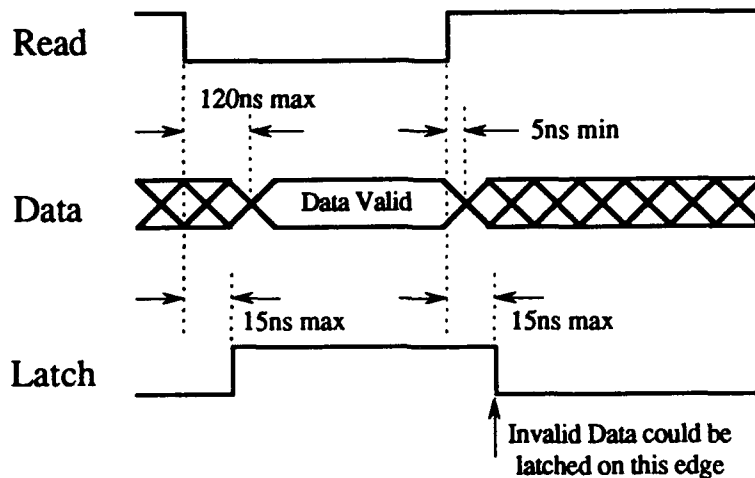 Read
120ns max
5ns min
Data
Data Valid
15ns max
15ns max
Latch
Invalid Data could be
latched on this edge